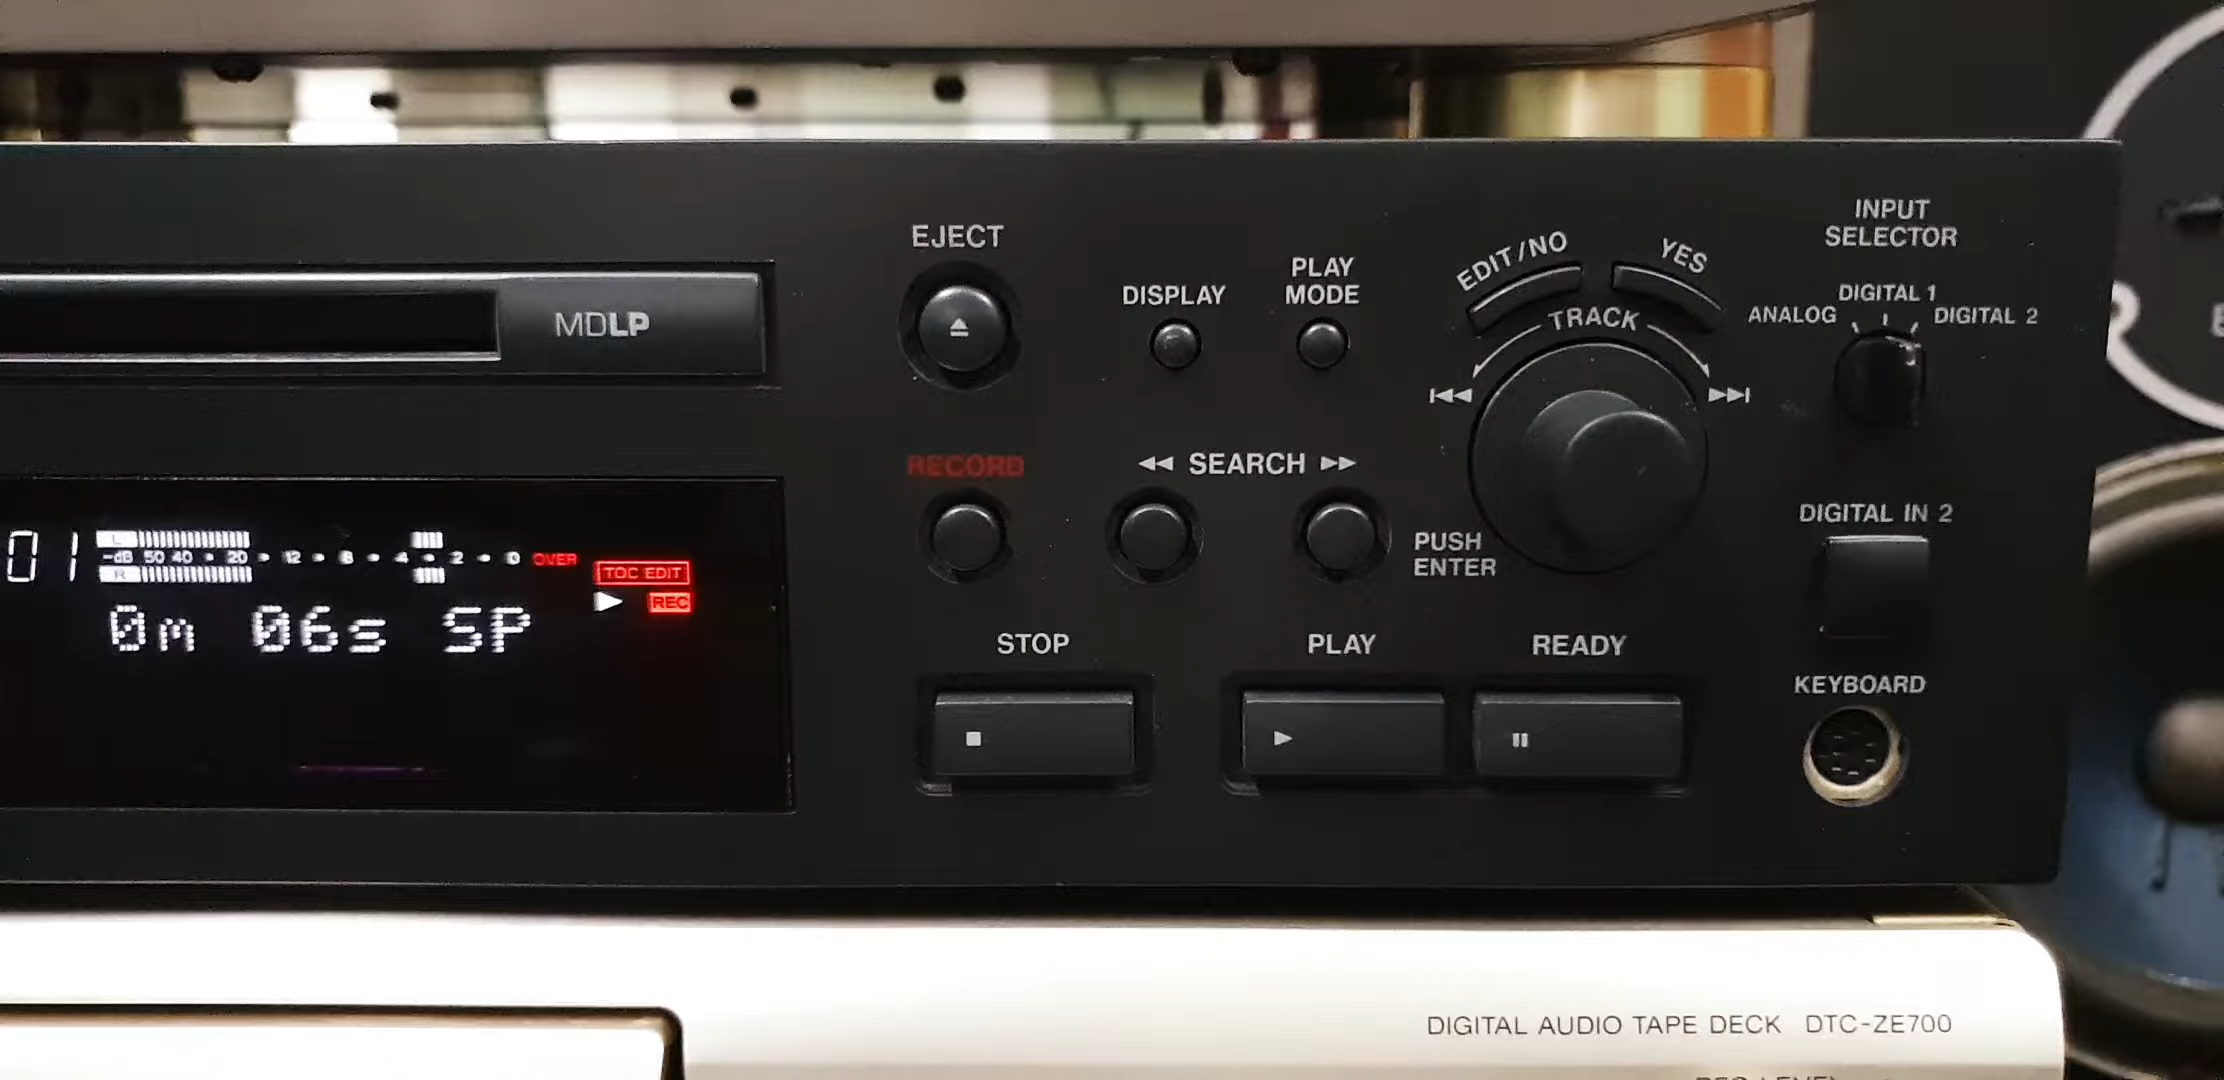 INPUT
SELECTOR
EJECT
EDIT/NO
YES
PLAY
MODE
DISPLAY
DIGITAL 1
ANALOG
DIGITAL 2
TRACK
MDLP
RECORD
SEARCH
DIGITAL IN 2
PUSH
ENTER
01
L
-dB 50 40 20 12 8 4 2 0 OVER
R
TOC EDIT
REC
0m 06s SP
STOP
PLAY
READY
KEYBOARD
DIGITAL AUDIO TAPE DECK DTC-ZE700